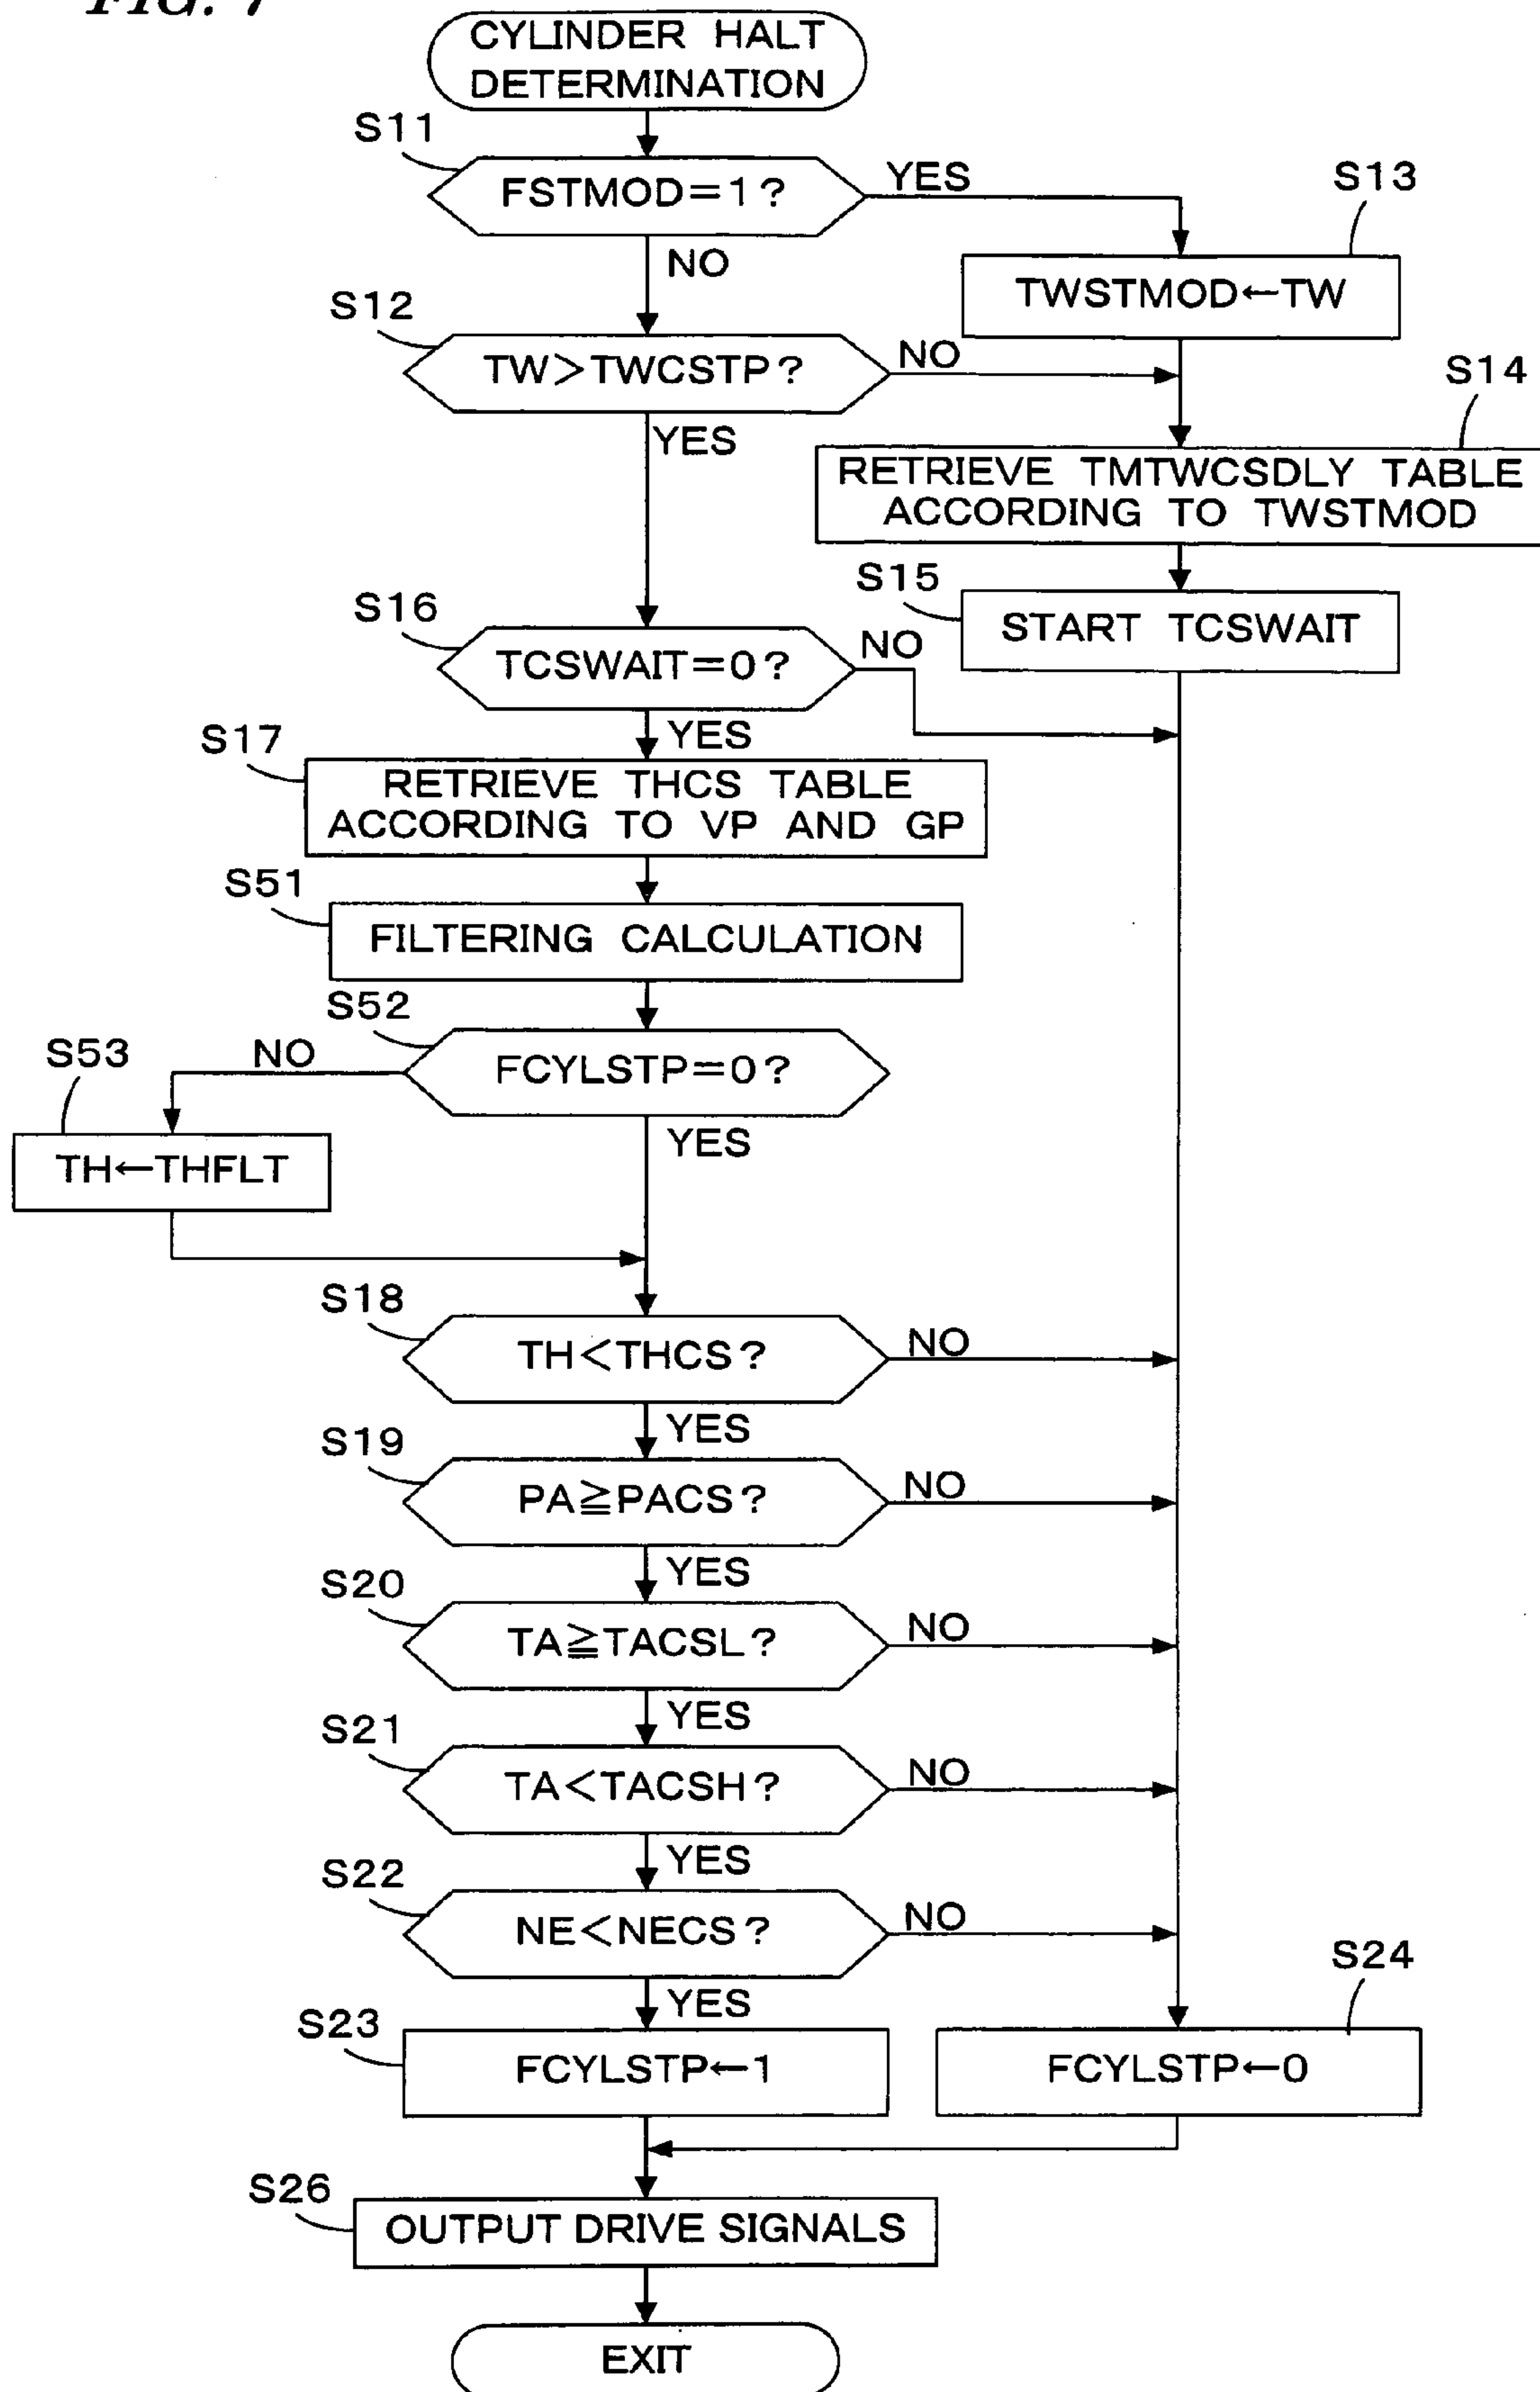 FIG. 7
CYLINDER HALT
DETERMINATION
S11
FSTMOD=1?
YES
S13
NO
TWSTMOD←TW
S12
TW>TWCSTP?
NO
S14
YES
RETRIEVE TMTWCSDLY TABLE
ACCORDING TO TWSTMOD
S15
START TCSWAIT
S16
TCSWAIT=0?
NO
YES
S17
RETRIEVE THCS TABLE
ACCORDING TO VP AND GP
S51
FILTERING CALCULATION
S52
FCYLSTP=0?
NO
S53
YES
TH←THFLT
S18
TH<THCS?
NO
YES
S19
PA≧PACS?
NO
YES
S20
TA≧TACSL?
NO
YES
S21
TA<TACSH?
NO
YES
S22
NE<NECS?
NO
S24
YES
S23
FCYLSTP←1
FCYLSTP←0
S26
OUTPUT DRIVE SIGNALS
EXIT